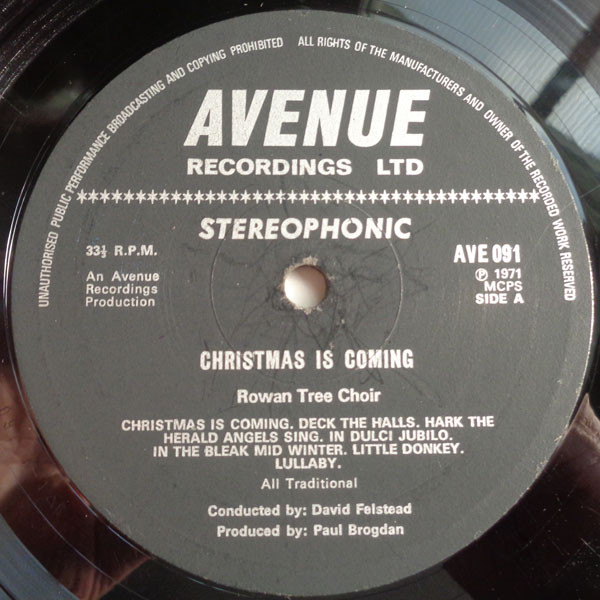 UNAUTHORISED PUBLIC PERFORMANCE BROADCASTING AND COPYING PROHIBITED ALL RIGHTS OF THE MANUFACTURERS AND OWNER OF THE RECORDED WORK RESERVED
AVENUE
RECORDINGS LTD
STEREOPHONIC
33⅓ R.P.M.
An Avenue
Recordings
Production
AVE 091
Ⓟ 1971
MCPS
SIDE A
CHRISTMAS IS COMING
Rowan Tree Choir
CHRISTMAS IS COMING. DECK THE HALLS. HARK THE
HERALD ANGELS SING. IN DULCI JUBILO.
IN THE BLEAK MID WINTER. LITTLE DONKEY.
LULLABY.
All Traditional
Conducted by: David Felstead
Produced by: Paul Brogdan